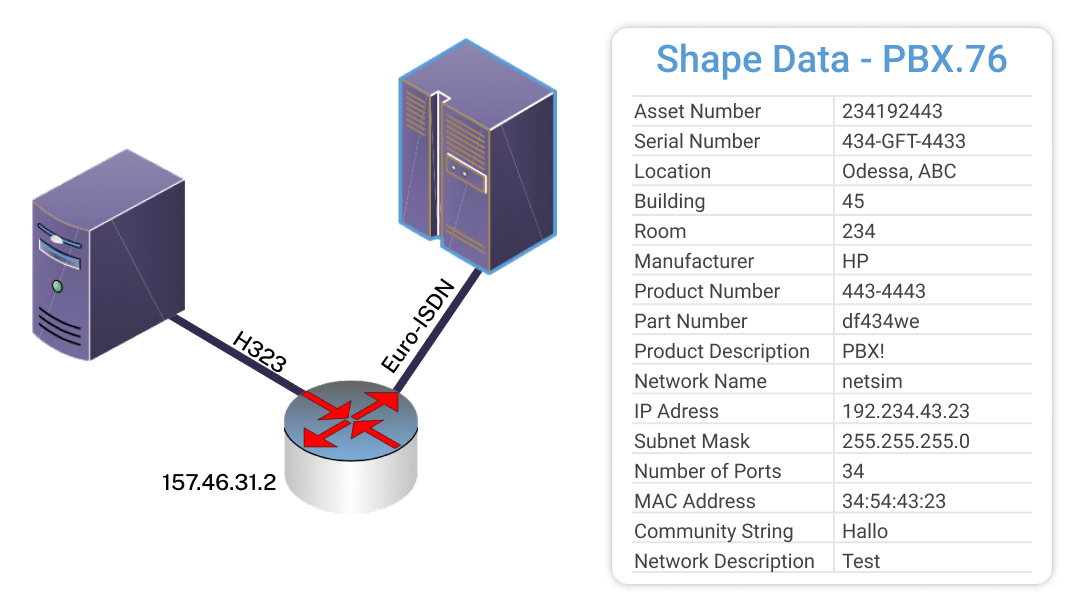 H323
Euro-ISDN
157.46.31.2
Shape Data - PBX.76
Asset Number 234192443
Serial Number 434-GFT-4433
Location Odessa, ABC
Building 45
Room 234
Manufacturer HP
Product Number 443-4443
Part Number df434we
Product Description PBX!
Network Name netsim
IP Adress 192.234.43.23
Subnet Mask 255.255.255.0
Number of Ports 34
MAC Address 34:54:43:23
Community String Hallo
Network Description Test